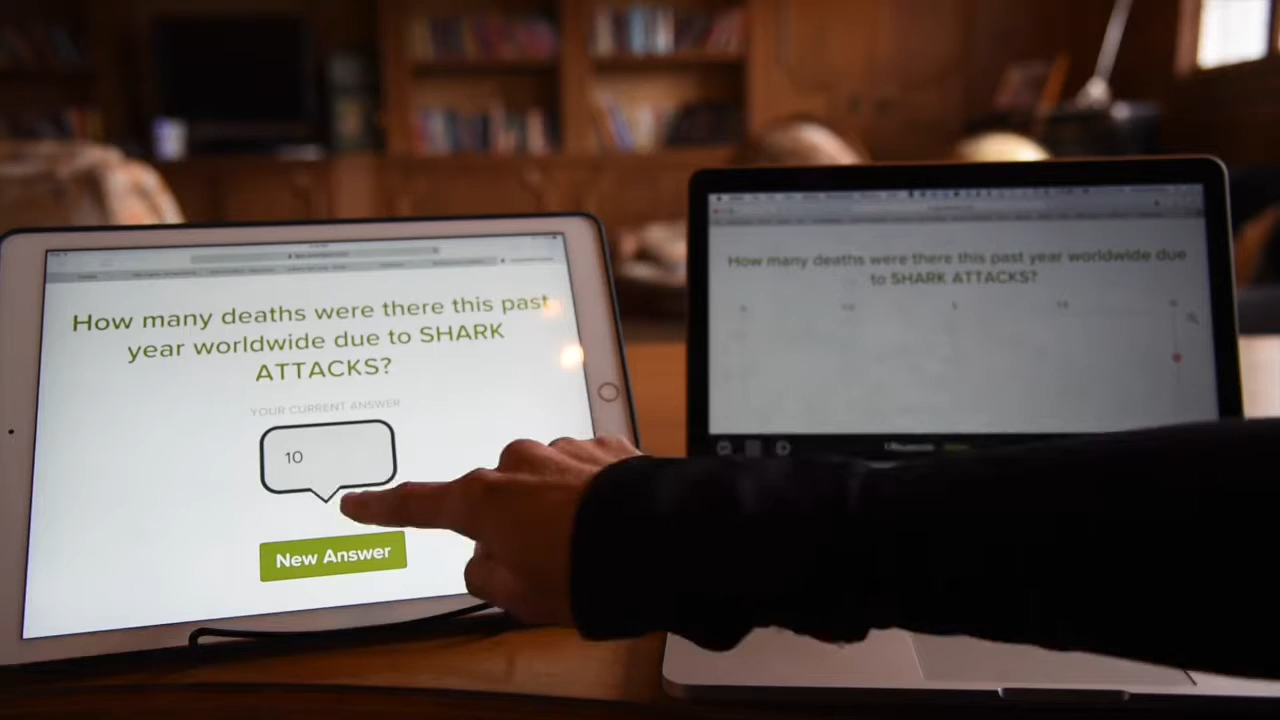 How many deaths were there this past
year worldwide due to SHARK
ATTACKS?
YOUR CURRENT ANSWER
10
New Answer
How many deaths were there this past year worldwide due
to SHARK ATTACKS?